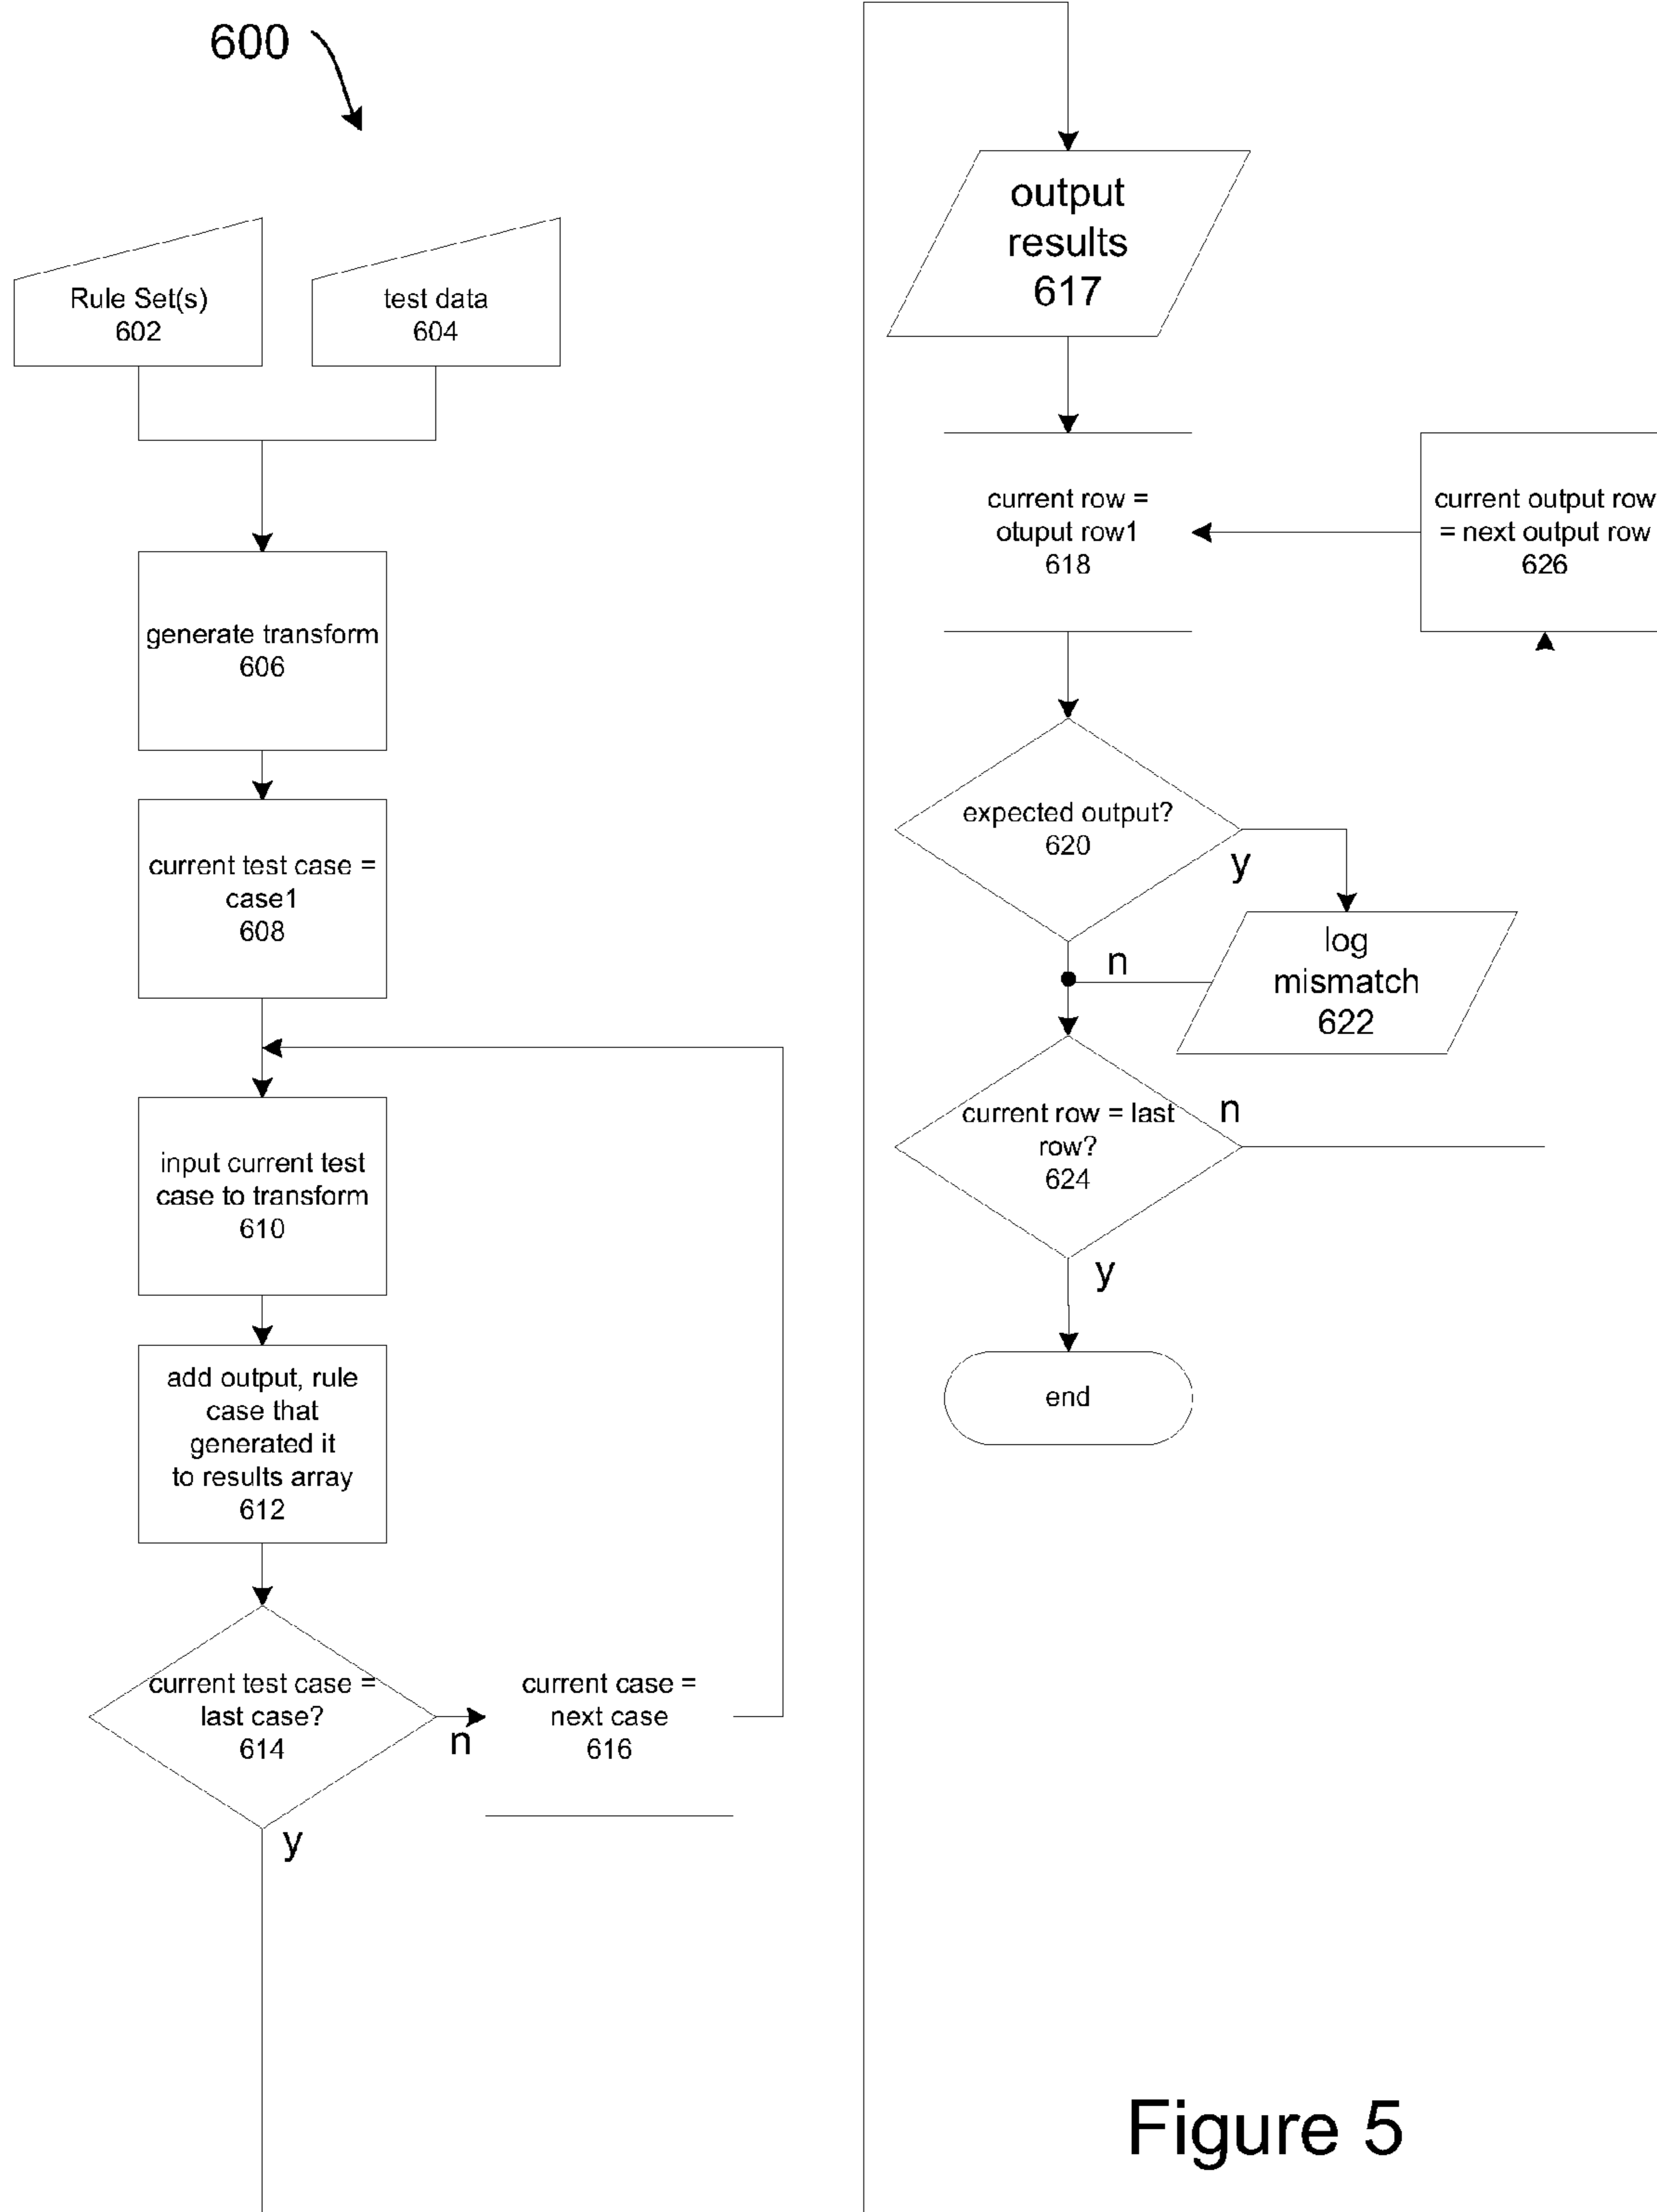 600
Rule Set(s)
602
test data
604
generate transform
606
current test case =
case1
608
input current test
case to transform
610
add output, rule
case that
generated it
to results array
612
current test case =
last case?
614
n
y
current case =
next case
616
output
results
617
current row =
otuput row1
618
current output row
= next output row
626
expected output?
620
y
n
log
mismatch
622
current row = last
row?
624
n
y
end
Figure 5